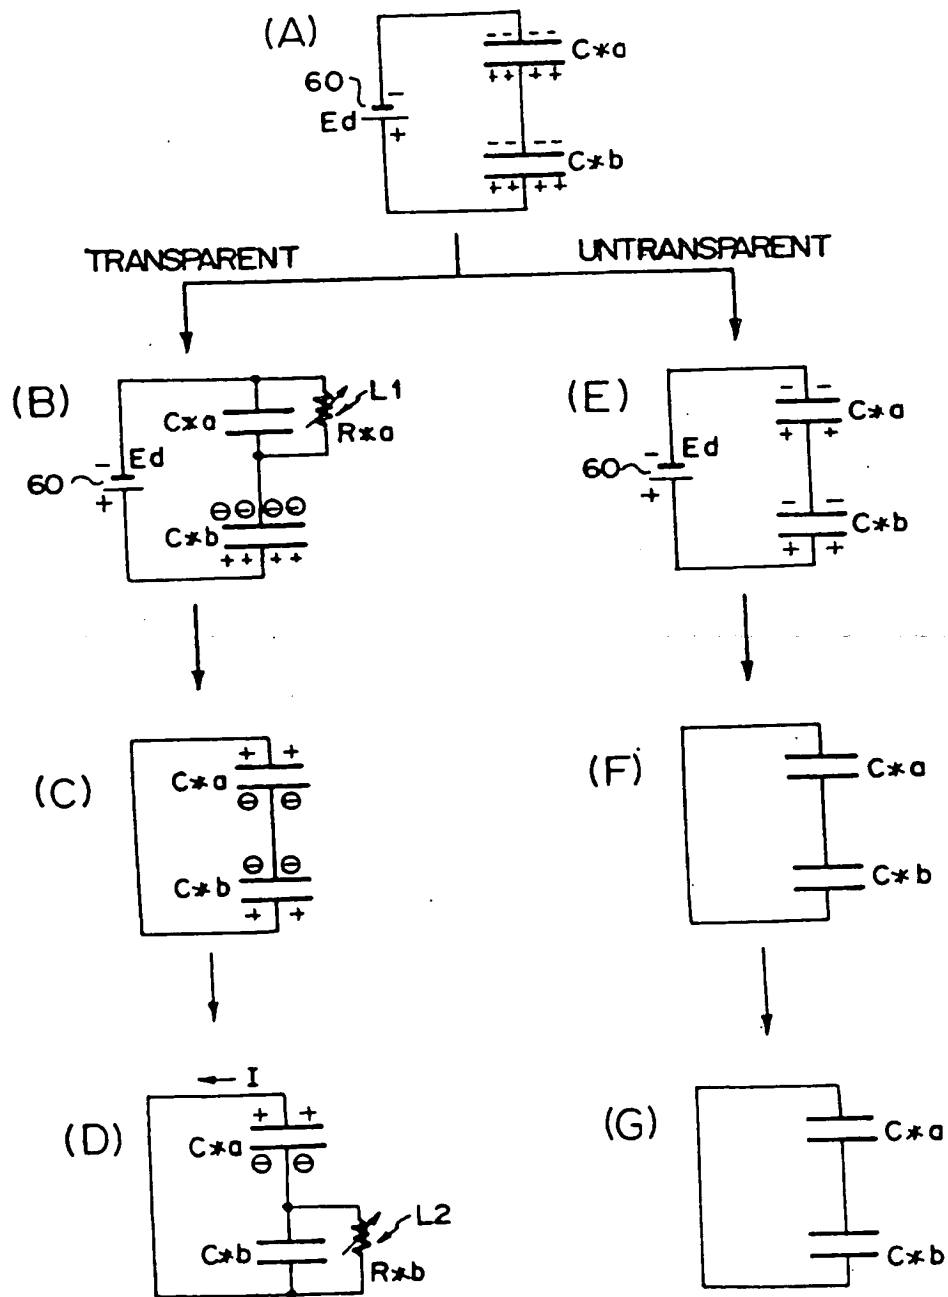 (A)
- - - -
C*a
+ + + +
60
-
Ed
+
- - - -
C*b
+ + + +
TRANSPARENT
UNTRANSPARENT
(B)
C*a
L1
R*a
-
Ed
60
+
⊖ ⊖ ⊖ ⊖
C*b
+ + + +
(E)
- -
C*a
+ +
-
Ed
60
+
- -
C*b
+ +
(C)
+ +
C*a
⊖ ⊖
⊖ ⊖
C*b
+ +
(F)
C*a
C*b
(D)
I
+ +
C*a
⊖ ⊖
L2
C*b
R*b
(G)
C*a
C*b